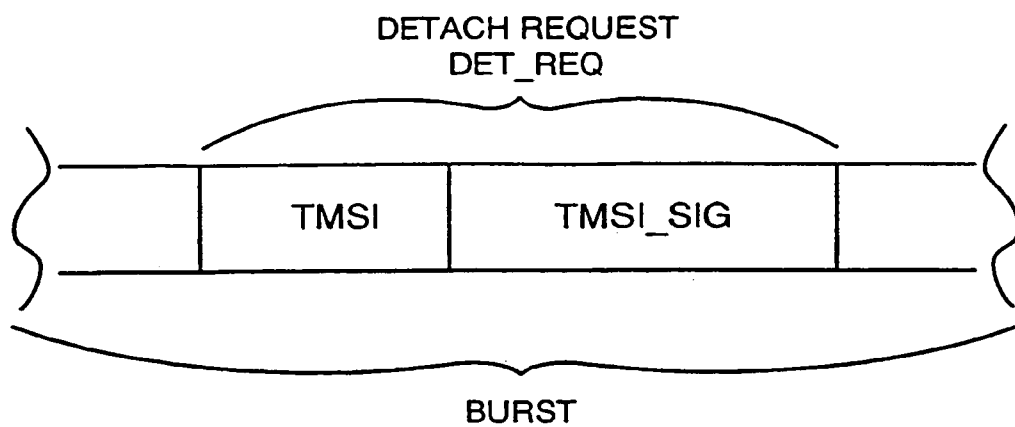 DETACH REQUEST
DET_REQ
TMSI
TMSI_SIG
BURST